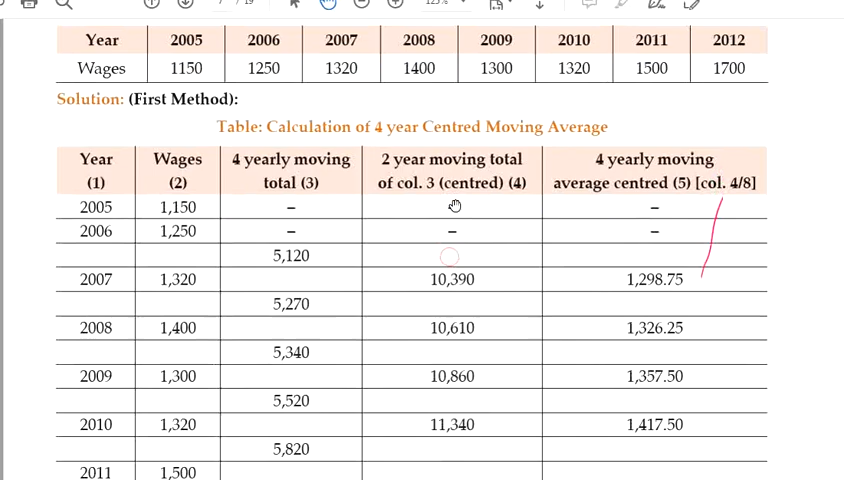 7 / 19 125%
Year 2005 2006 2007 2008 2009 2010 2011 2012
Wages 1150 1250 1320 1400 1300 1320 1500 1700
Solution: (First Method):
Table: Calculation of 4 year Centred Moving Average
Year Wages 4 yearly moving 2 year moving total 4 yearly moving
(1) (2) total (3) of col. 3 (centred) (4) average centred (5) [col. 4/8]
2005 1,150 – –
2006 1,250 – – –
5,120
2007 1,320 10,390 1,298.75
5,270
2008 1,400 10,610 1,326.25
5,340
2009 1,300 10,860 1,357.50
5,520
2010 1,320 11,340 1,417.50
5,820
2011 1,500